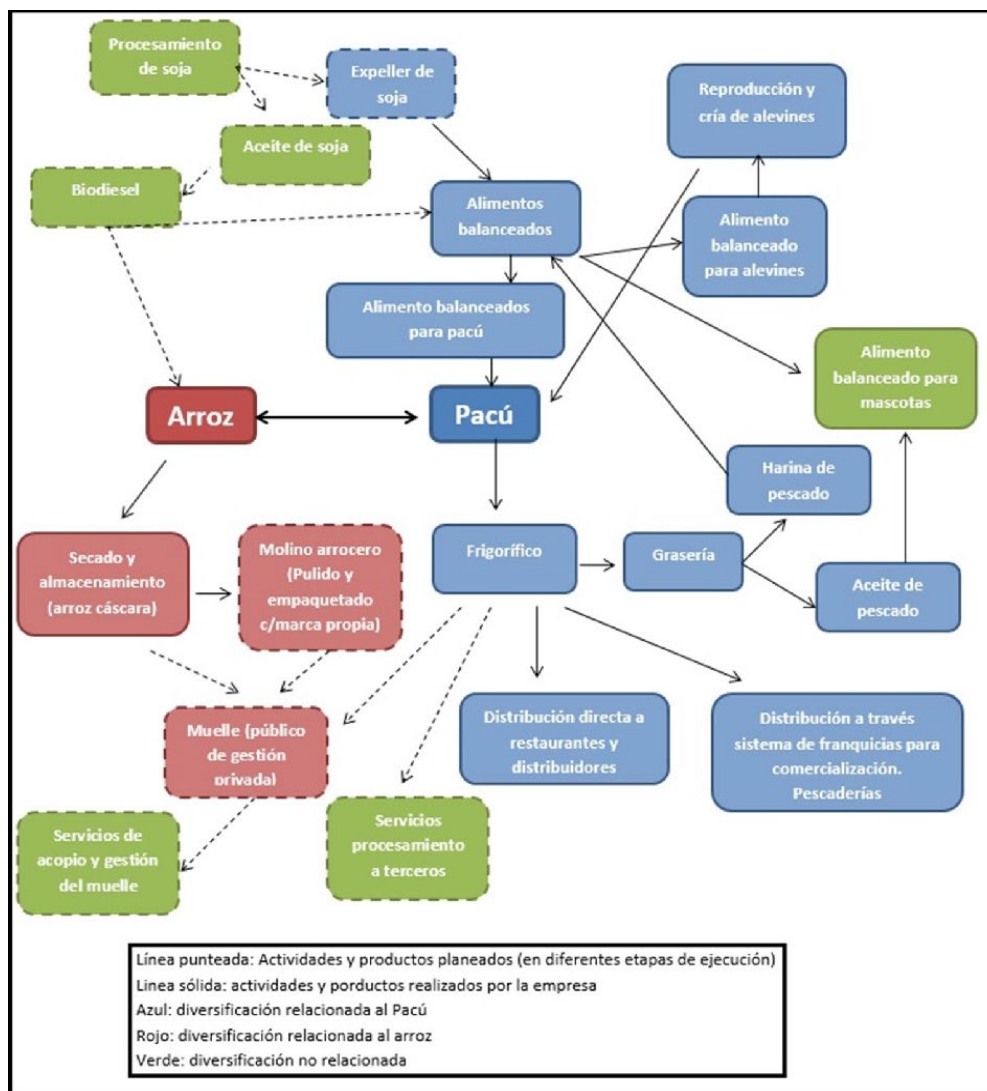 Procesamiento
de soja
Expeller de
soja
Reproducción y
cría de alevines
Aceite de soja
Biodiesel
Alimentos
balanceados
Alimento
balanceado
para alevines
Alimento balanceados
para pacú
Alimento
balanceado para
mascotas
Arroz
Pacú
Harina de
pescado
Secado y
almacenamiento
(arroz cáscara)
Molino arrocero
(Pulido y
empaquetado
c/marca propia)
Frigorífico
Grasería
Aceite de
pescado
Muelle (público
de gestión
privada)
Distribución directa a
restaurantes y
distribuidores
Distribución a través
sistema de franquicias para
comercialización.
Pescaderías
Servicios de
acopio y gestión
del muelle
Servicios
procesamiento
a terceros
Línea punteada: Actividades y productos planeados (en diferentes etapas de ejecución)
Linea sólida: actividades y porductos realizados por la empresa
Azul: diversificación relacionada al Pacú
Rojo: diversificación relacionada al arroz
Verde: diversificación no relacionada